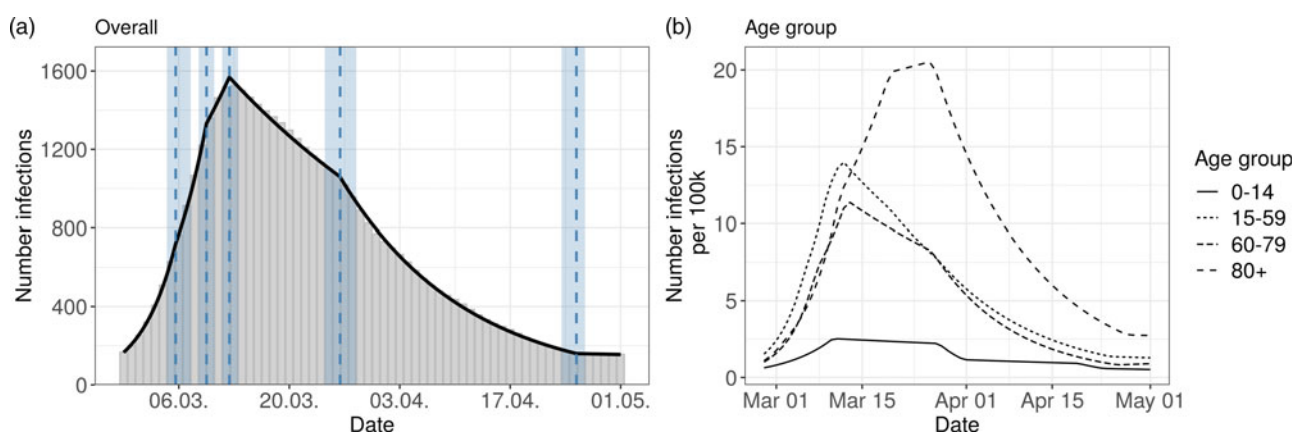 (a)
Overall
Number infections
1600
1200
800
400
0
06.03.
20.03.
03.04.
17.04.
01.05.
Date
(b)
Age group
Number infections
per 100k
20
15
10
5
0
Mar 01
Mar 15
Apr 01
Apr 15
May 01
Date
Age group
0-14
15-59
60-79
80+